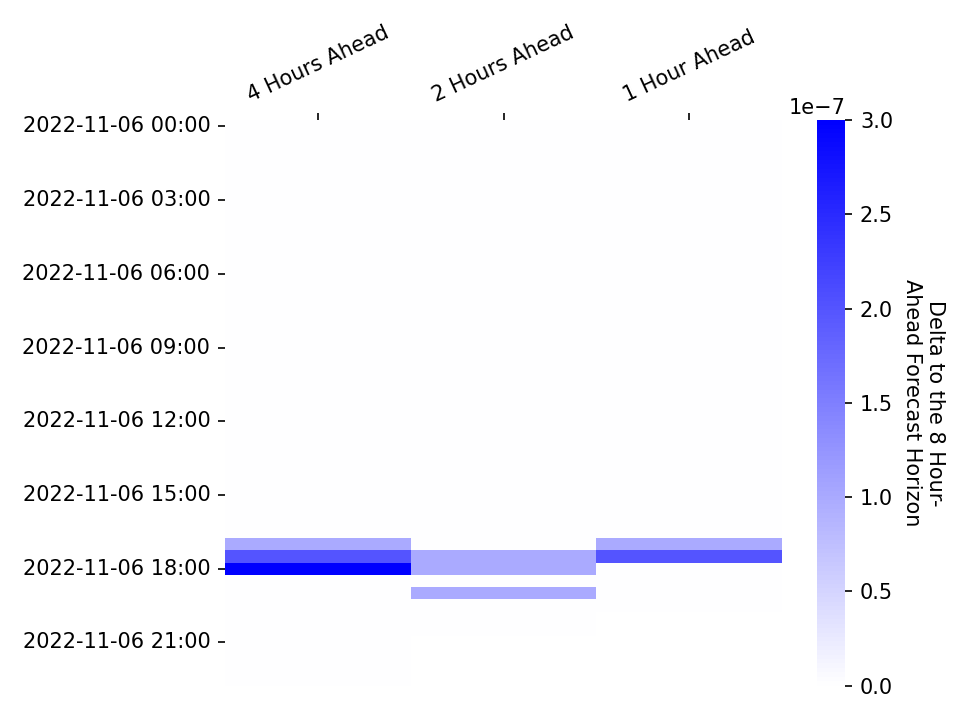 4 Hours Ahead
2 Hours Ahead
1 Hour Ahead
2022-11-06 00:00
2022-11-06 03:00
2022-11-06 06:00
2022-11-06 09:00
2022-11-06 12:00
2022-11-06 15:00
2022-11-06 18:00
2022-11-06 21:00
1e−7
3.0
2.5
2.0
1.5
1.0
0.5
0.0
Delta to the 8 Hour-
Ahead Forecast Horizon